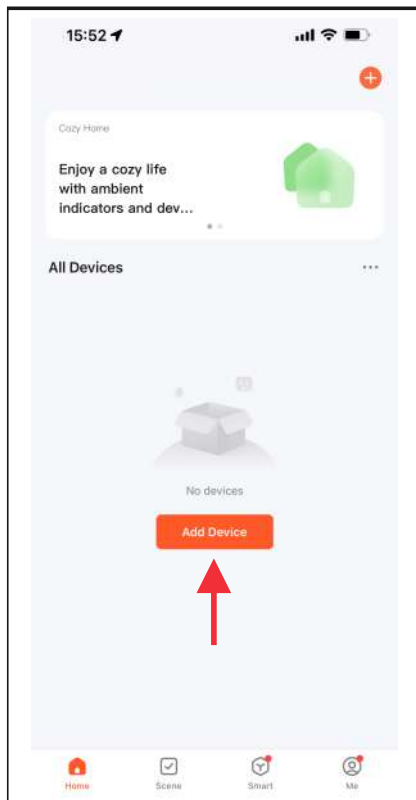 15:52
Cozy Home
Enjoy a cozy life
with ambient
indicators and dev...
All Devices
No devices
Add Device
Home Scene Smart Me